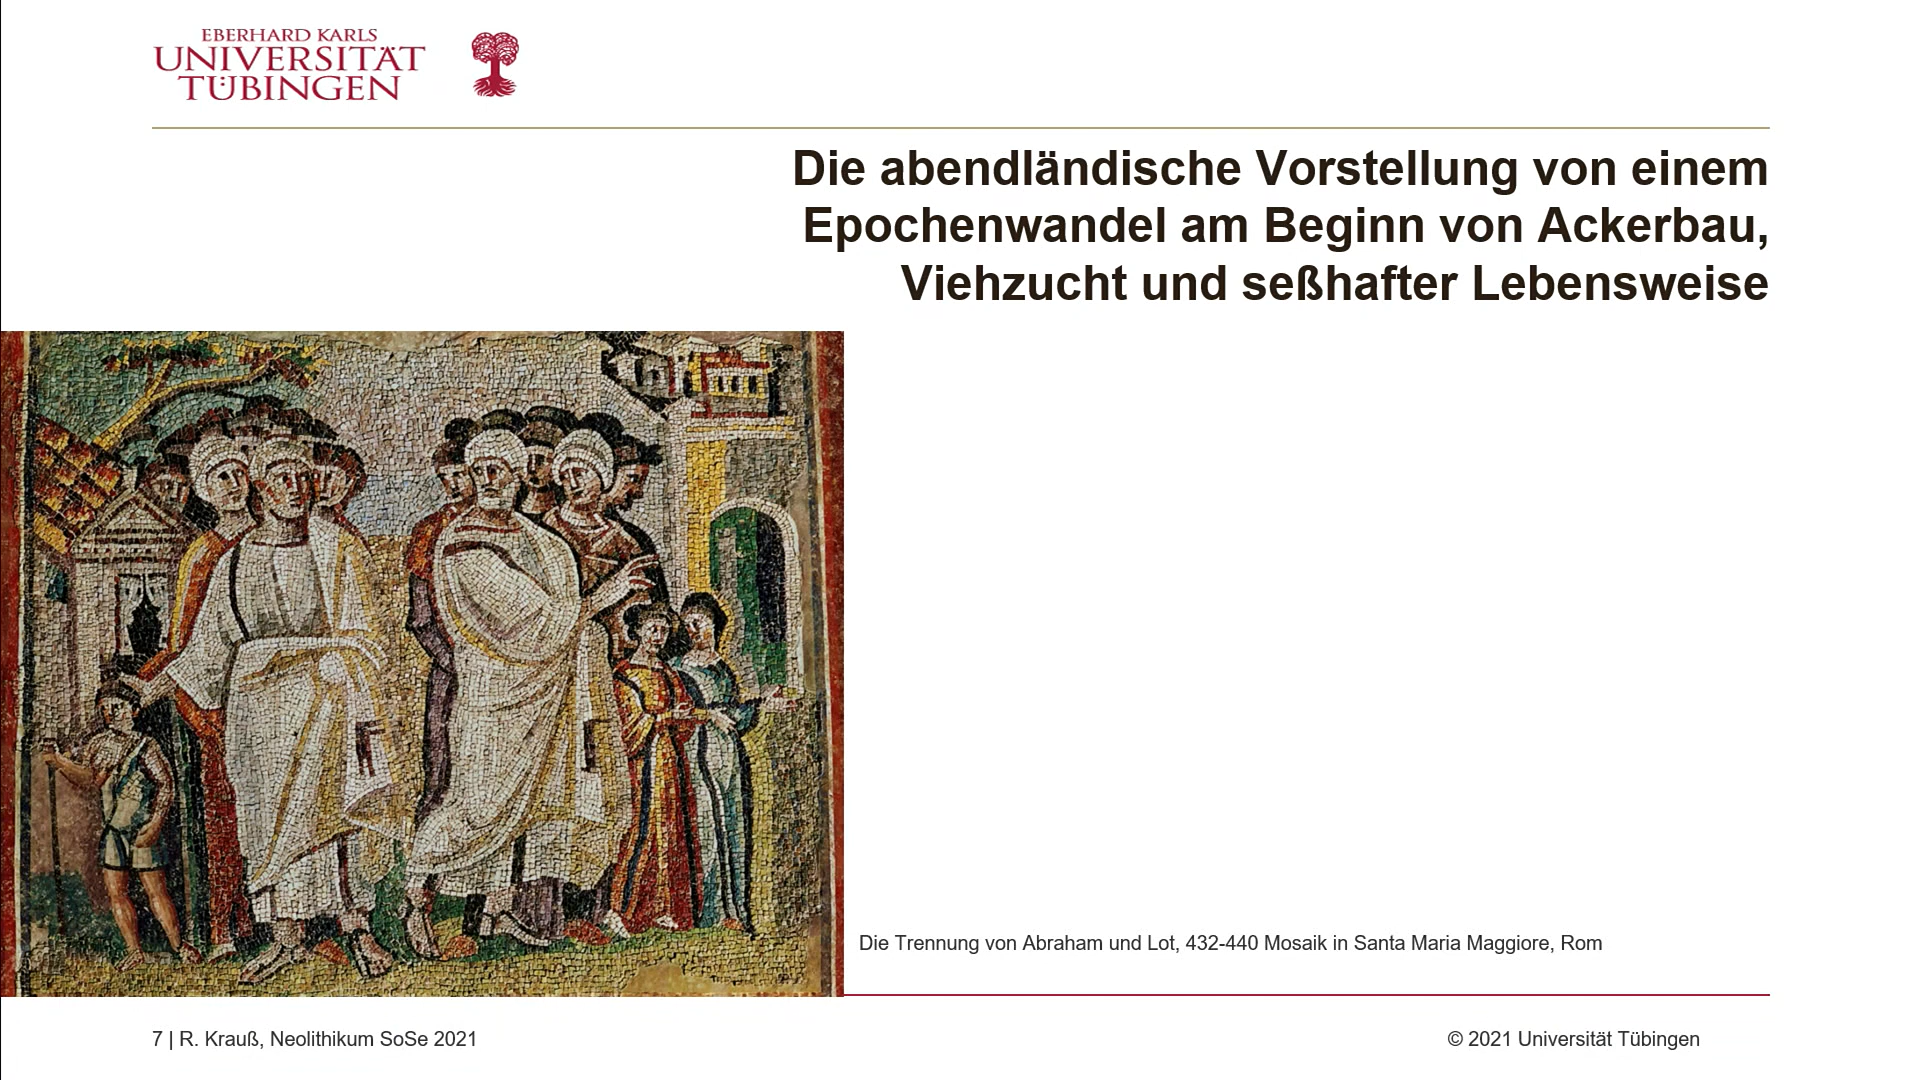 EBERHARD KARLS
UNIVERSITÄT
TÜBINGEN
Die abendländische Vorstellung von einem
Epochenwandel am Beginn von Ackerbau,
Viehzucht und seßhafter Lebensweise
Die Trennung von Abraham und Lot, 432-440 Mosaik in Santa Maria Maggiore, Rom
7 | R. Krauß, Neolithikum SoSe 2021
© 2021 Universität Tübingen